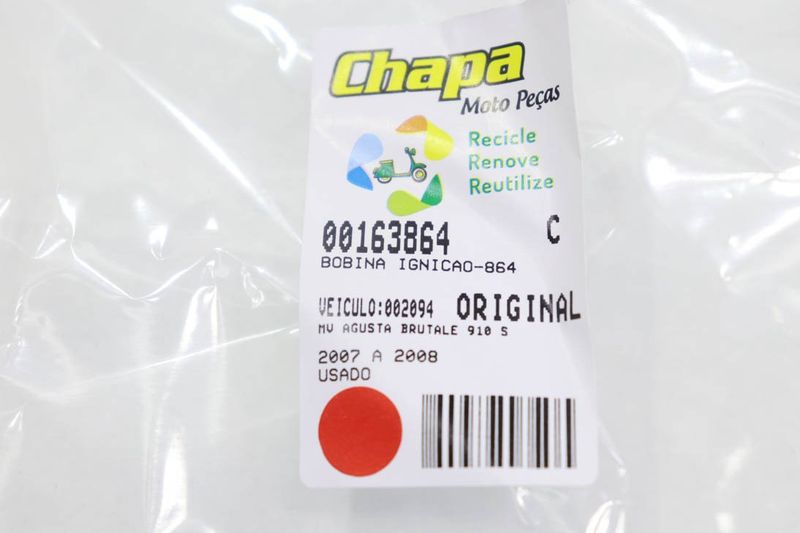 Chapa
Moto Peças
Recicle
Renove
Reutilize
00163864 C
BOBINA IGNICAO-864
VEICULO:002094 ORIGINAL
MV AGUSTA BRUTALE 910 S
2007 A 2008
USADO